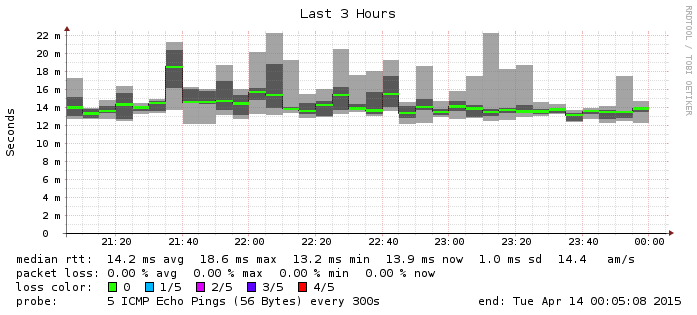 Last 3 Hours
RRDTOOL / TOBI OETIKER
Seconds
22 m
20 m
18 m
16 m
14 m
12 m
10 m
8 m
6 m
4 m
2 m
0
21:20 21:40 22:00 22:20 22:40 23:00 23:20 23:40 00:00
median rtt: 14.2 ms avg 18.6 ms max 13.2 ms min 13.9 ms now 1.0 ms sd 14.4 am/s
packet loss: 0.00 % avg 0.00 % max 0.00 % min 0.00 % now
loss color: 0 1/5 2/5 3/5 4/5
probe: 5 ICMP Echo Pings (56 Bytes) every 300s end: Tue Apr 14 00:05:08 2015